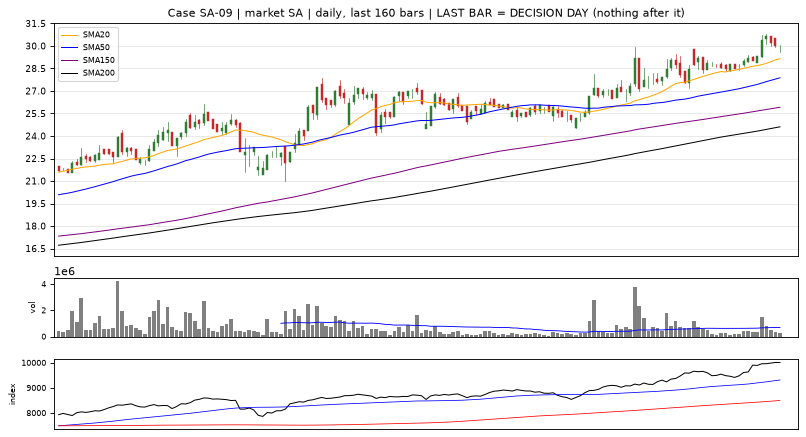 Case SA-09 | market SA | daily, last 160 bars | LAST BAR = DECISION DAY (nothing after it)
31.5
30.0
28.5
27.0
25.5
24.0
22.5
21.0
19.5
18.0
16.5
SMA20
SMA50
SMA150
SMA200
1e6
4
2
0
vol
10000
9000
8000
index